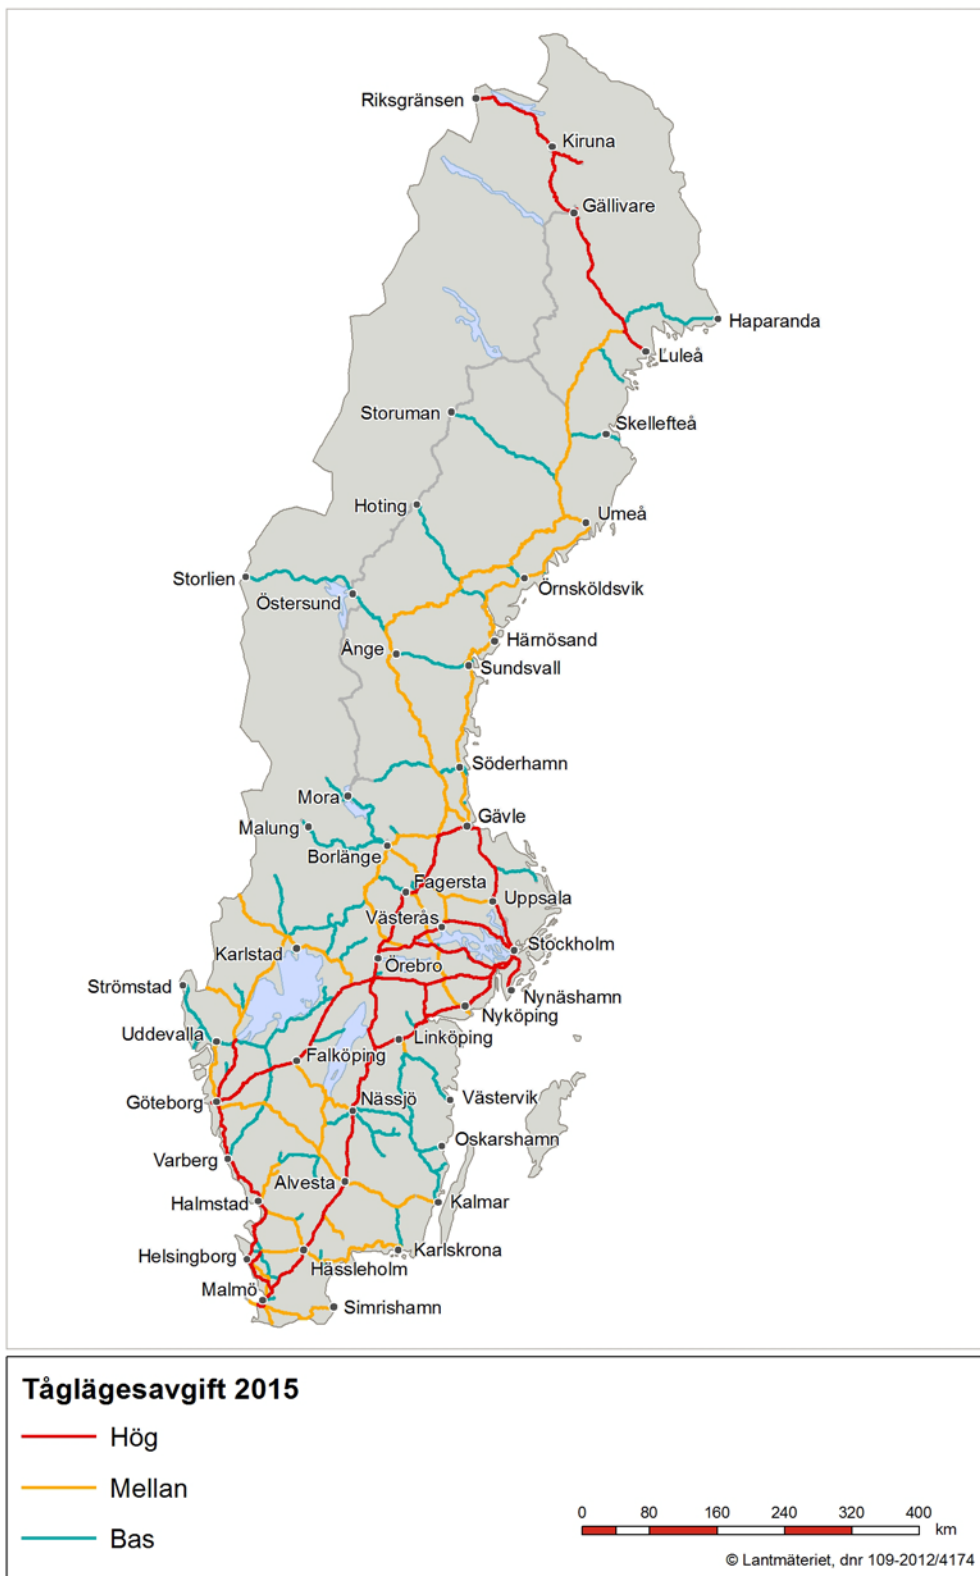 Riksgränsen
Kiruna
Gällivare
Haparanda
Luleå
Storuman
Skellefteå
Hoting
Umeå
Storlien
Östersund
Örnsköldsvik
Ånge
Härnösand
Sundsvall
Söderhamn
Mora
Gävle
Malung
Borlänge
Fagersta
Uppsala
Västerås
Stockholm
Karlstad
Örebro
Strömstad
Nynäshamn
Nyköping
Uddevalla
Linköping
Falköping
Göteborg
Nässjö
Västervik
Oskarshamn
Varberg
Alvesta
Halmstad
Kalmar
Helsingborg
Karlskrona
Hässleholm
Malmö
Simrishamn
Tåglägesavgift 2015
Hög
Mellan
Bas
0 80 160 240 320 400
km
© Lantmäteriet, dnr 109-2012/4174